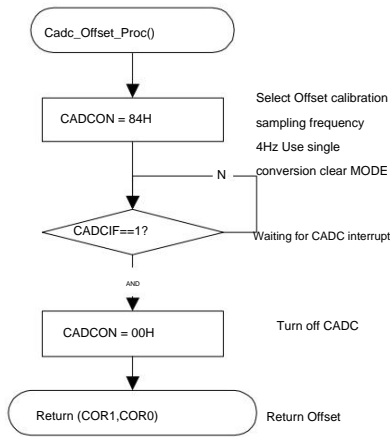 Cadc_Offset_Proc()
CADCON = 84H
Select Offset calibration
sampling frequency
4Hz Use single
conversion clear MODE
N
CADCIF==1?
Waiting for CADC interrupt
AND
CADCON = 00H
Turn off CADC
Return (COR1,COR0)
Return Offset